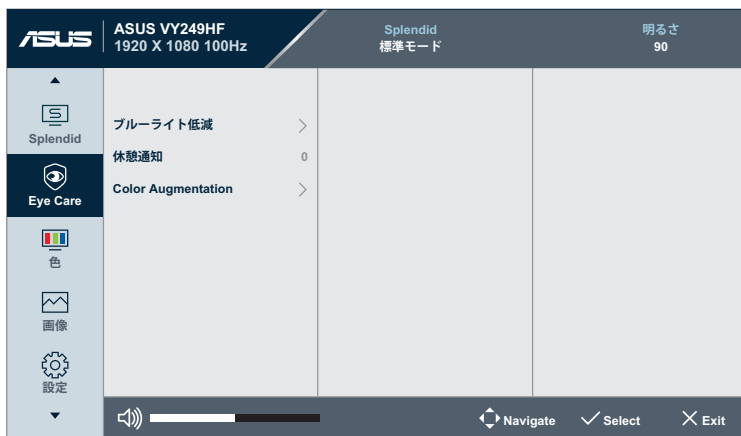 ASUS
ASUS VY249HF
1920 X 1080 100Hz
Splendid
標準モード
明るさ
90
S
Splendid
Eye Care
色
画像
設定
ブルーライト低減
休憩通知 0
Color Augmentation
Navigate
Select
Exit